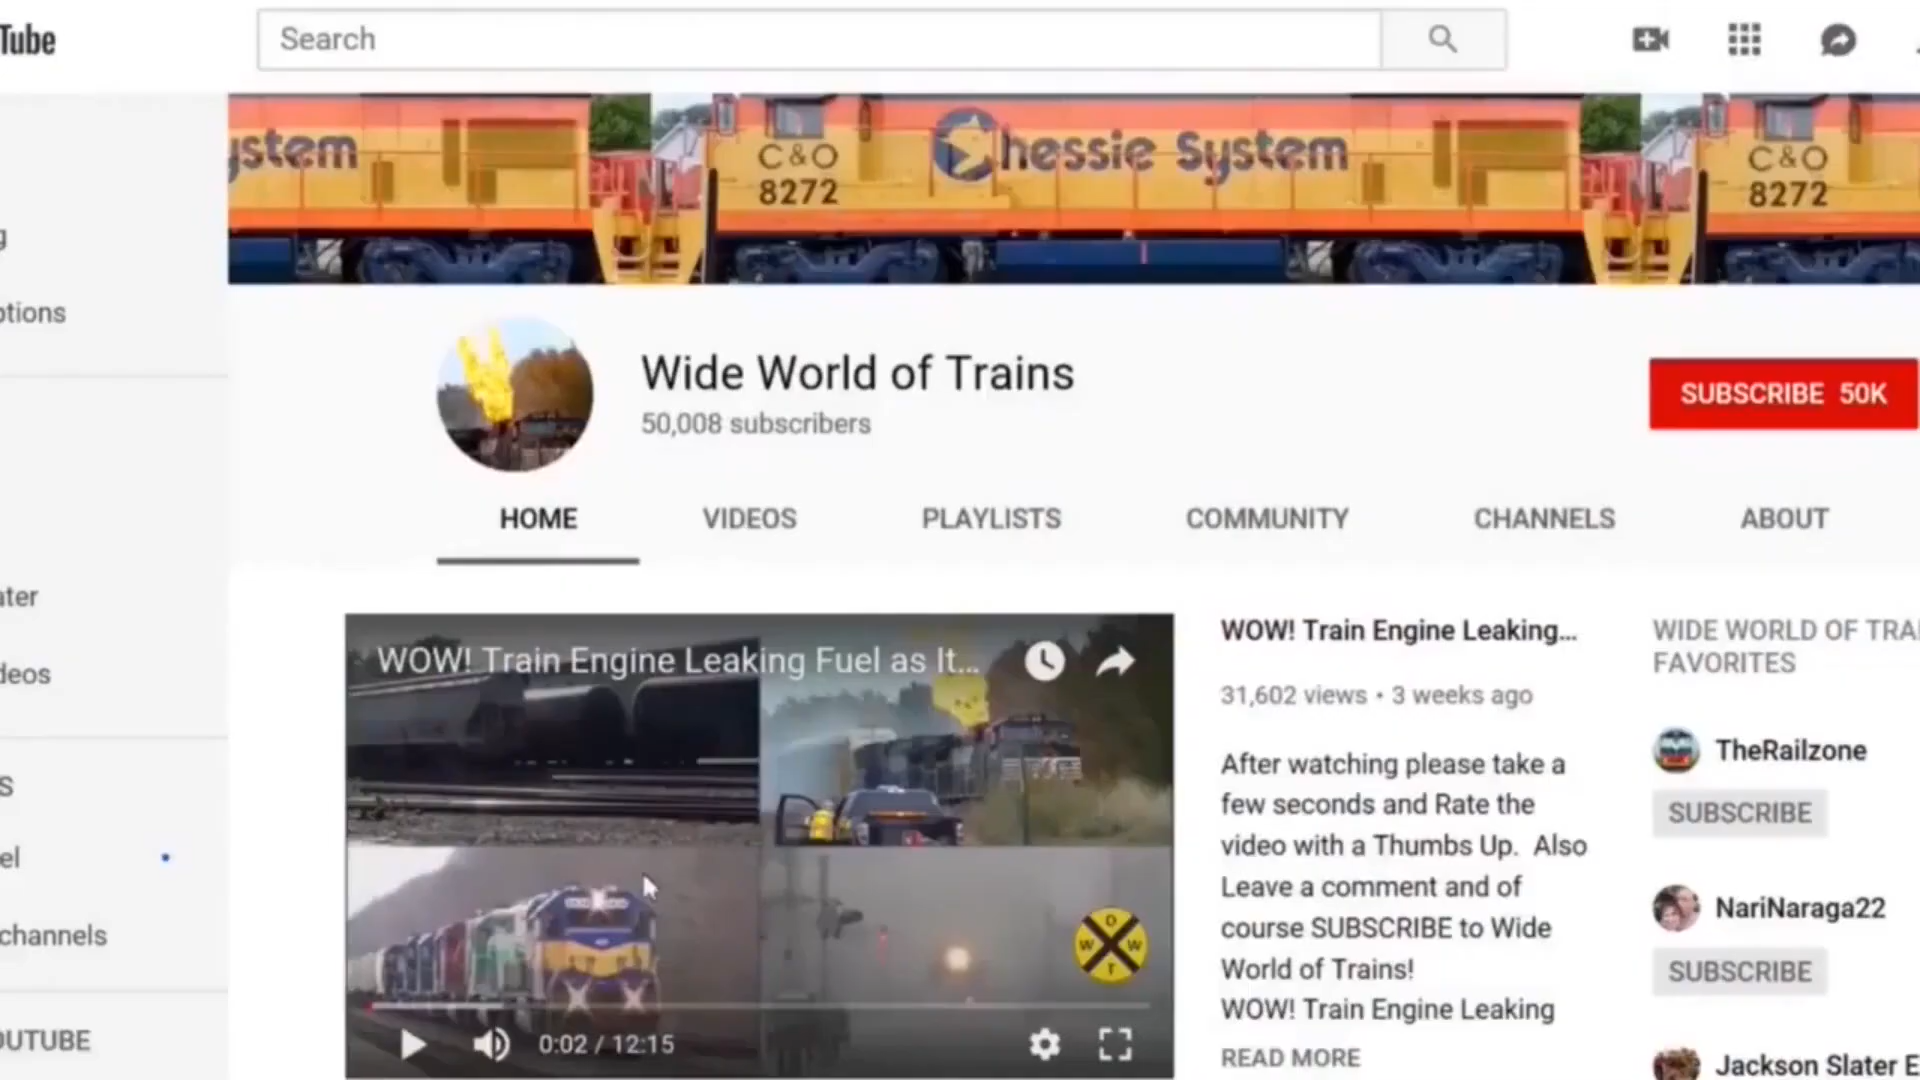 Tube
Search
ystem
C&O
8272
Chessie System
C&O
8272
g
ptions
Wide World of Trains
50,008 subscribers
SUBSCRIBE 50K
HOME
VIDEOS
PLAYLISTS
COMMUNITY
CHANNELS
ABOUT
ater
deos
S
el
channels
OUTUBE
WOW! Train Engine Leaking Fuel as It...
D
W W
T
0:02 / 12:15
WOW! Train Engine Leaking...
31,602 views • 3 weeks ago
After watching please take a
few seconds and Rate the
video with a Thumbs Up. Also
Leave a comment and of
course SUBSCRIBE to Wide
World of Trains!
WOW! Train Engine Leaking
READ MORE
WIDE WORLD OF TRAI
FAVORITES
TheRailzone
SUBSCRIBE
NariNaraga22
SUBSCRIBE
Jackson Slater E